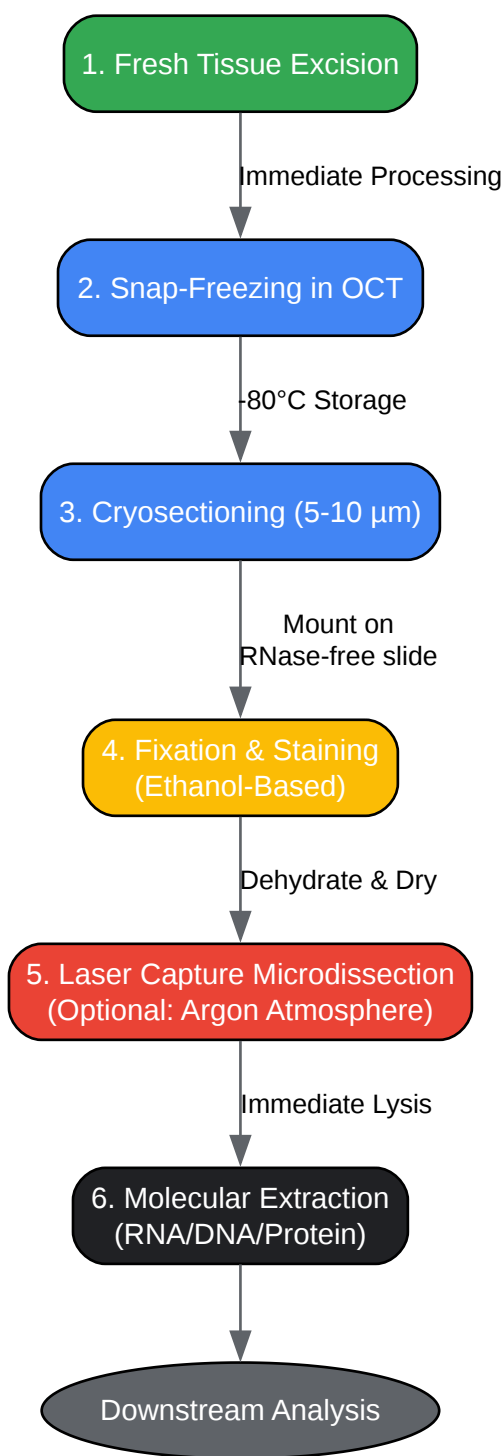 1. Fresh Tissue Excision
Immediate Processing
2. Snap-Freezing in OCT
-80°C Storage
3. Cryosectioning (5-10 µm)
Mount on
RNase-free slide
4. Fixation & Staining
(Ethanol-Based)
Dehydrate & Dry
5. Laser Capture Microdissection
(Optional: Argon Atmosphere)
Immediate Lysis
6. Molecular Extraction
(RNA/DNA/Protein)
Downstream Analysis